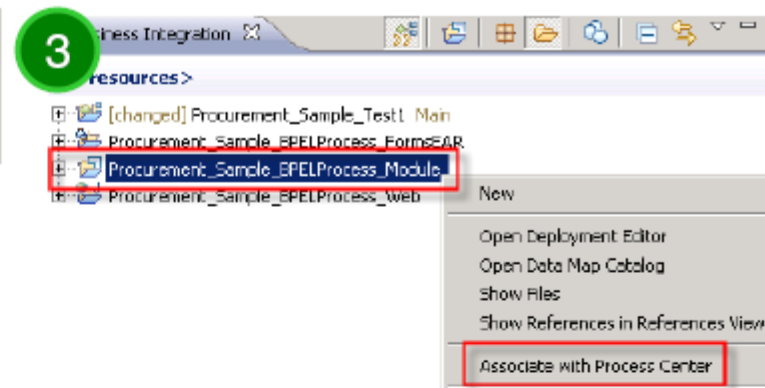 3
siness Integration
resources>
[changed] Procurement_Sample_Test1 Main
Procurement_Sample_BPELProcess_FormsEAR
Procurement_Sample_BPELProcess_Module
Procurement_Sample_BPELProcess_Web
New
Open Deployment Editor
Open Data Map Catalog
Show Files
Show References in References View
Associate with Process Center